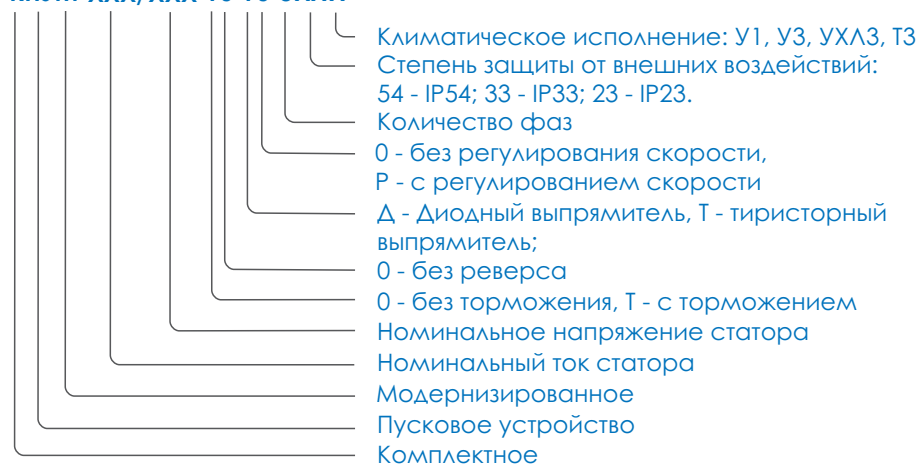 Климатическое исполнение: У1, У3, УХЛ3, Т3
Степень защиты от внешних воздействий:
54 - IP54; 33 - IP33; 23 - IP23.
Количество фаз
0 - без регулирования скорости,
Р - с регулированием скорости
Д - Диодный выпрямитель, Т - тиристорный
выпрямитель;
0 - без реверса
0 - без торможения, Т - с торможением
Номинальное напряжение статора
Номинальный ток статора
Модернизированное
Пусковое устройство
Комплектное